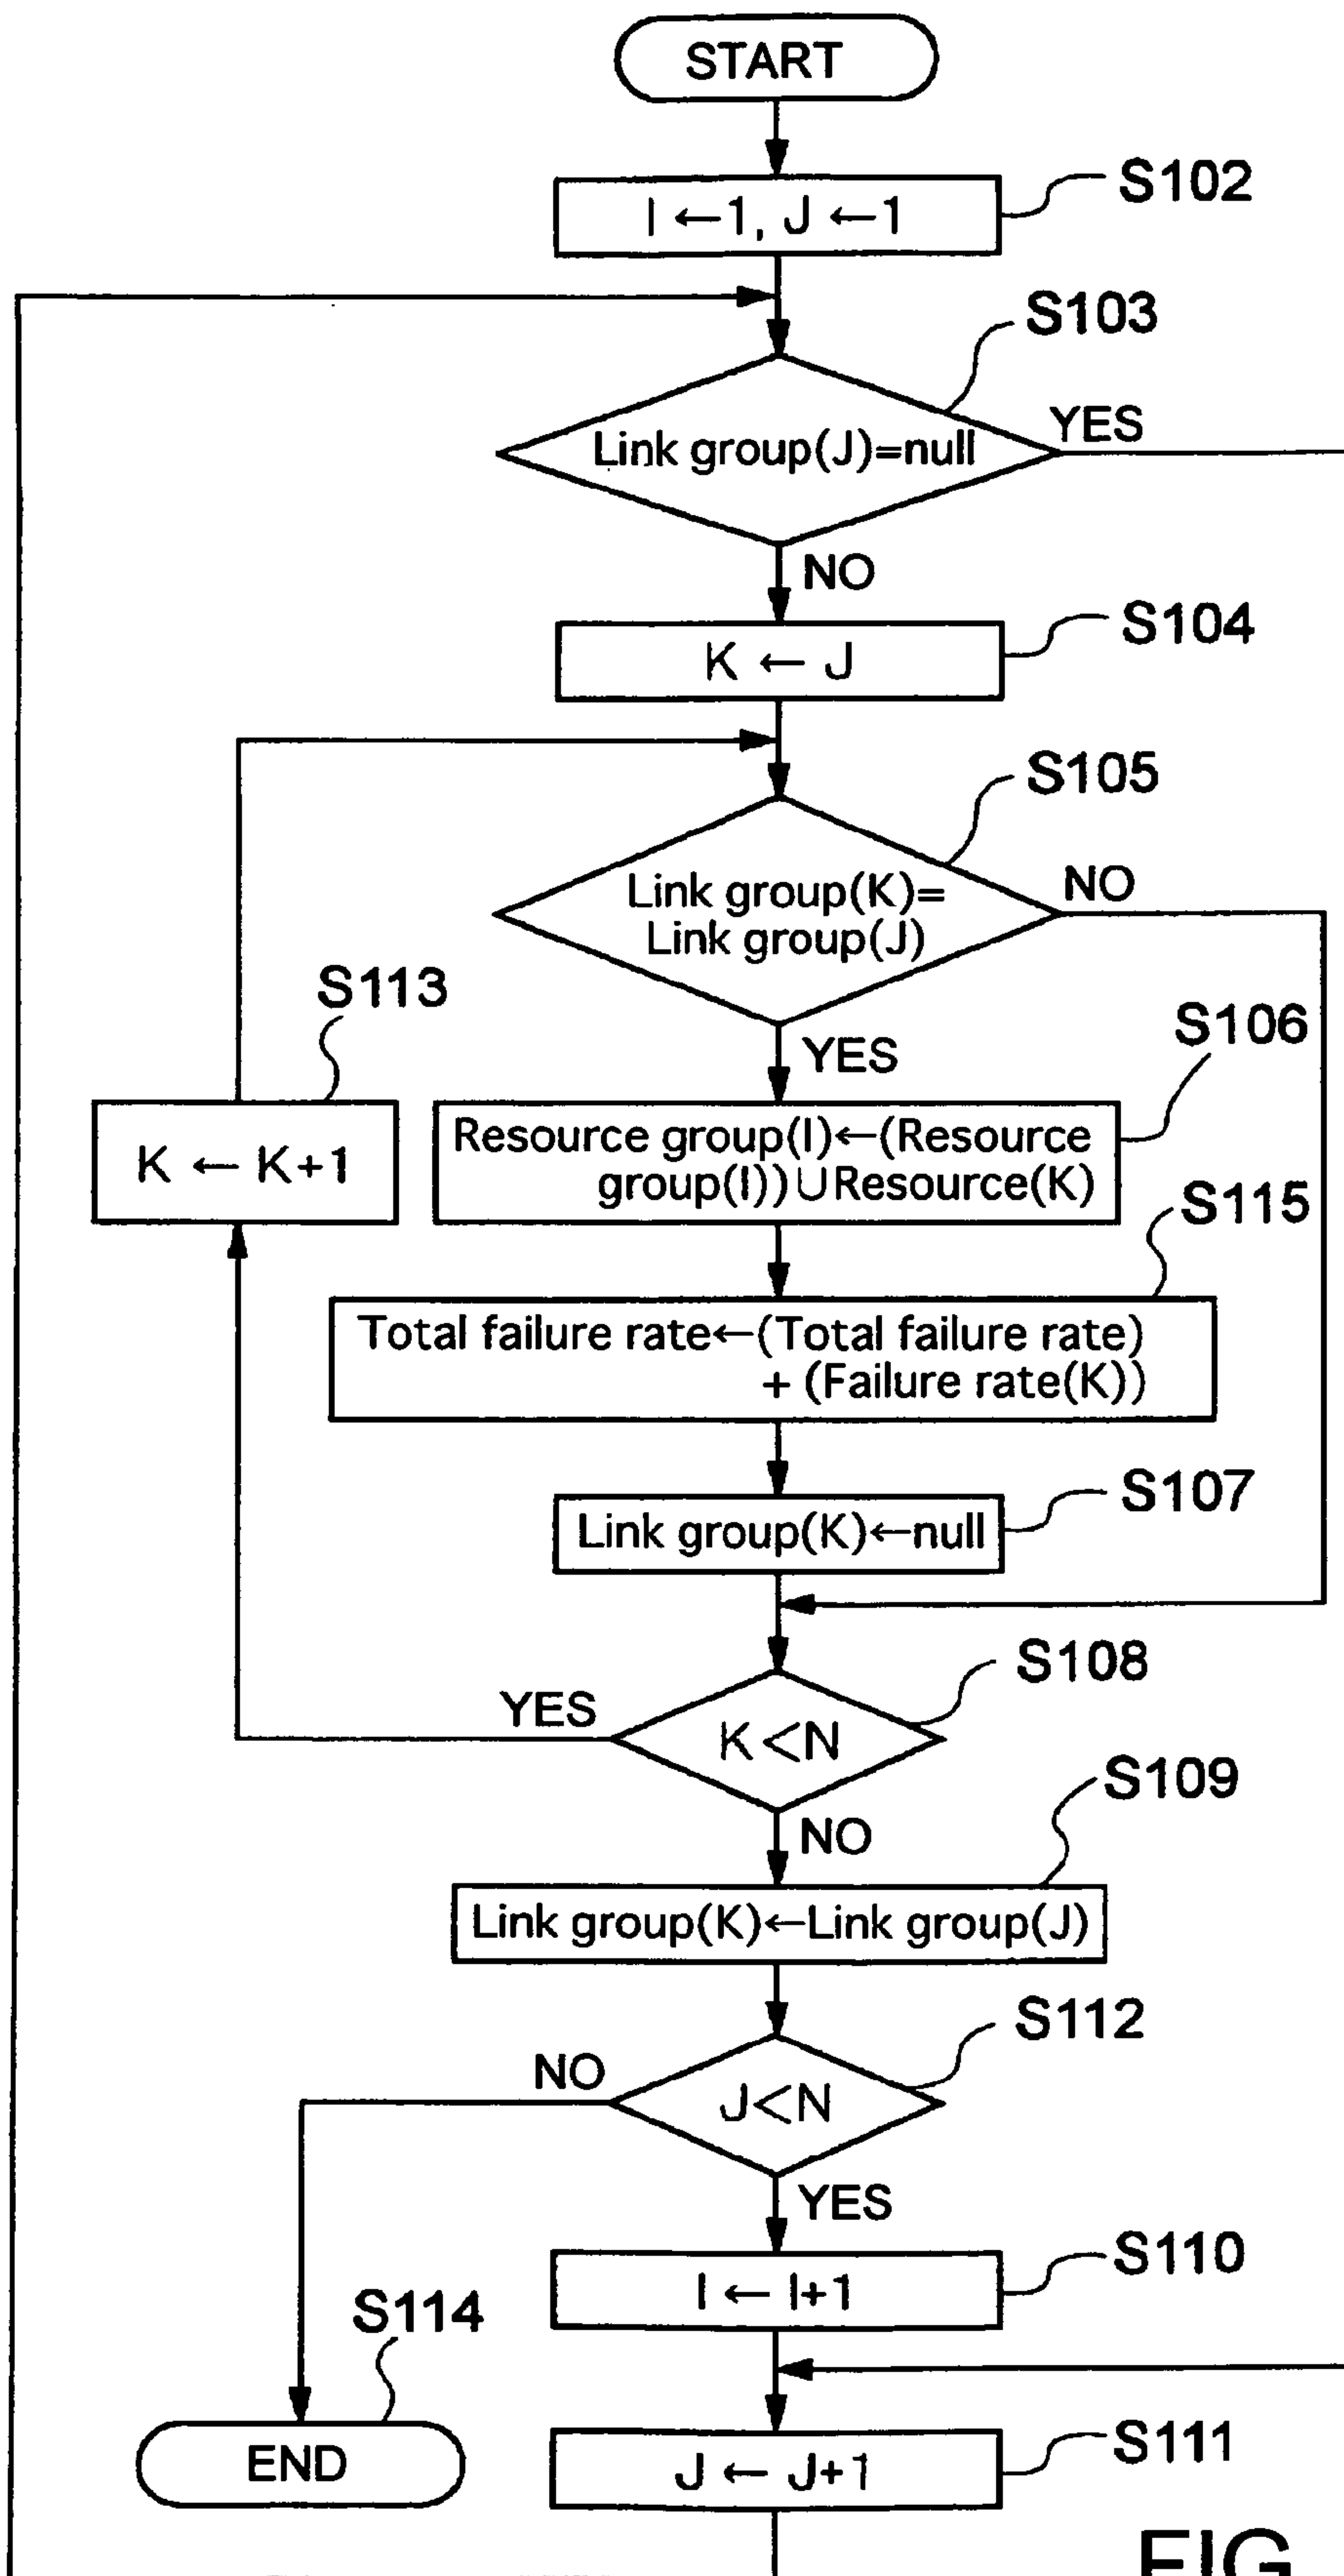 START
I ←1, J ←1
S102
S103
Link group(J)=null
YES
NO
K ← J
S104
S105
Link group(K)=
Link group(J)
NO
YES
S113
K ← K+1
S106
Resource group(I)←(Resource
group(I))∪Resource(K)
S115
Total failure rate←(Total failure rate)
+ (Failure rate(K))
S107
Link group(K)←null
S108
K<N
YES
NO
S109
Link group(K)←Link group(J)
S112
J<N
NO
YES
S110
I ← I+1
S114
END
S111
J ← J+1
FIG